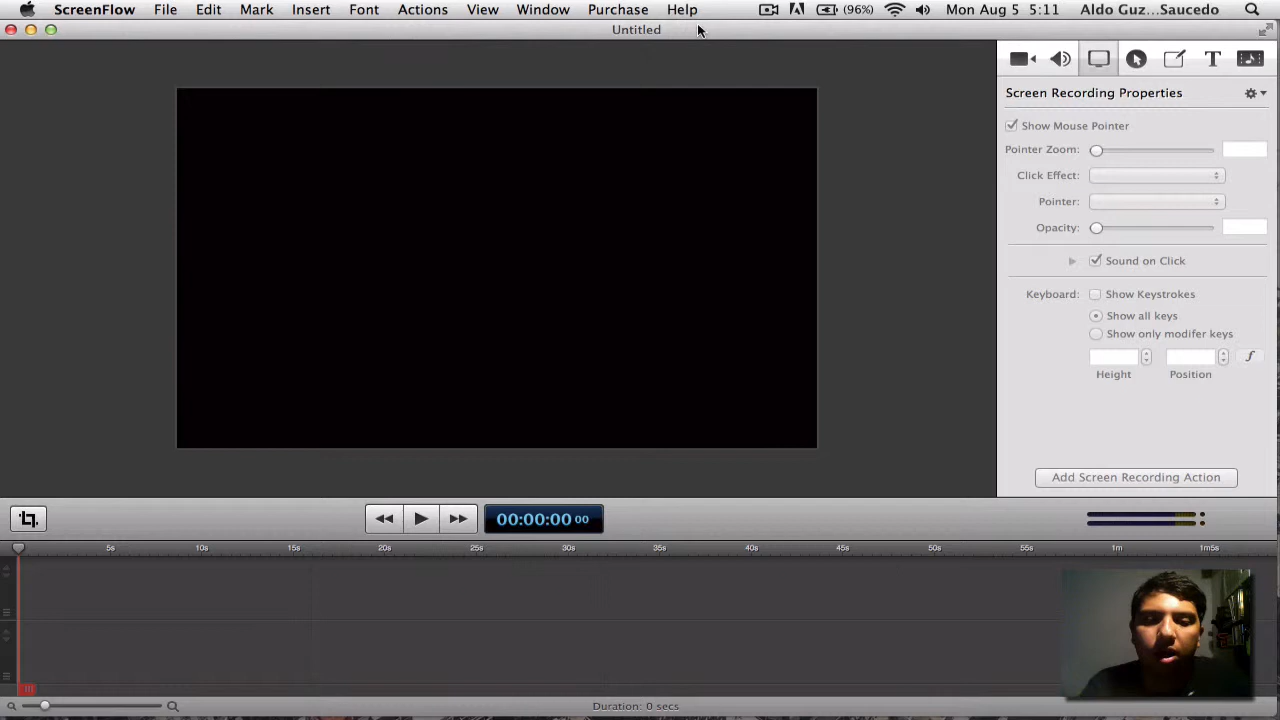 ScreenFlow File Edit Mark Insert Font Actions View Window Purchase Help (96%) Mon Aug 5 5:11 Aldo Guz...Saucedo
Untitled
T
Screen Recording Properties
Show Mouse Pointer
Pointer Zoom:
Click Effect:
Pointer:
Opacity:
Sound on Click
Keyboard: Show Keystrokes
Show all keys
Show only modifer keys
f
Height Position
Add Screen Recording Action
00:00:00 00
5s 10s 15s 20s 25s 30s 35s 40s 45s 50s 55s 1m 1m5s
Duration: 0 secs